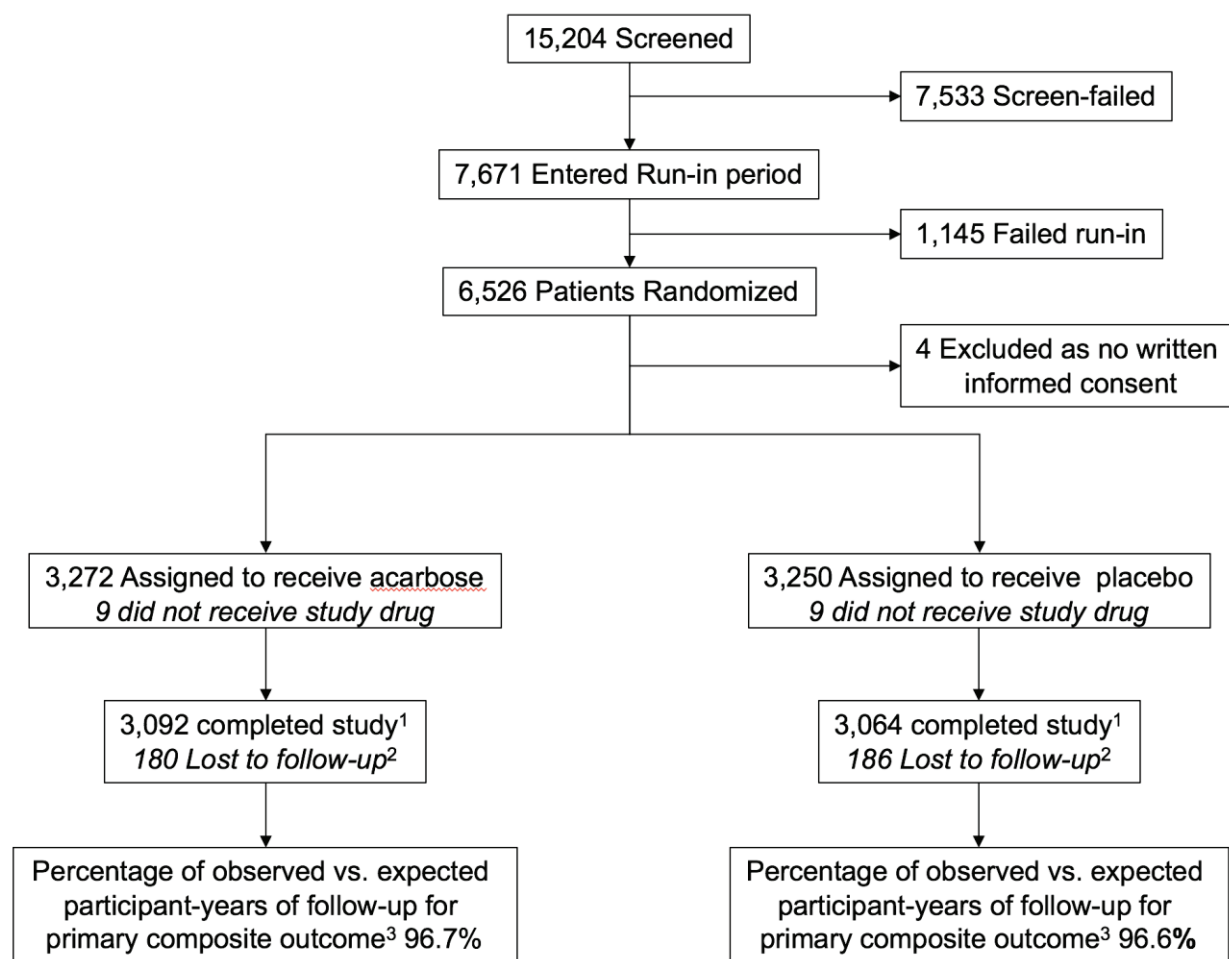 15,204 Screened
7,533 Screen-failed
7,671 Entered Run-in period
1,145 Failed run-in
6,526 Patients Randomized
4 Excluded as no written
informed consent
3,272 Assigned to receive acarbose
9 did not receive study drug
3,250 Assigned to receive  placebo
9 did not receive study drug
3,092 completed study¹
180 Lost to follow-up²
3,064 completed study¹
186 Lost to follow-up²
Percentage of observed vs. expected
participant-years of follow-up for
primary composite outcome³ 96.7%
Percentage of observed vs. expected
participant-years of follow-up for
primary composite outcome³ 96.6%